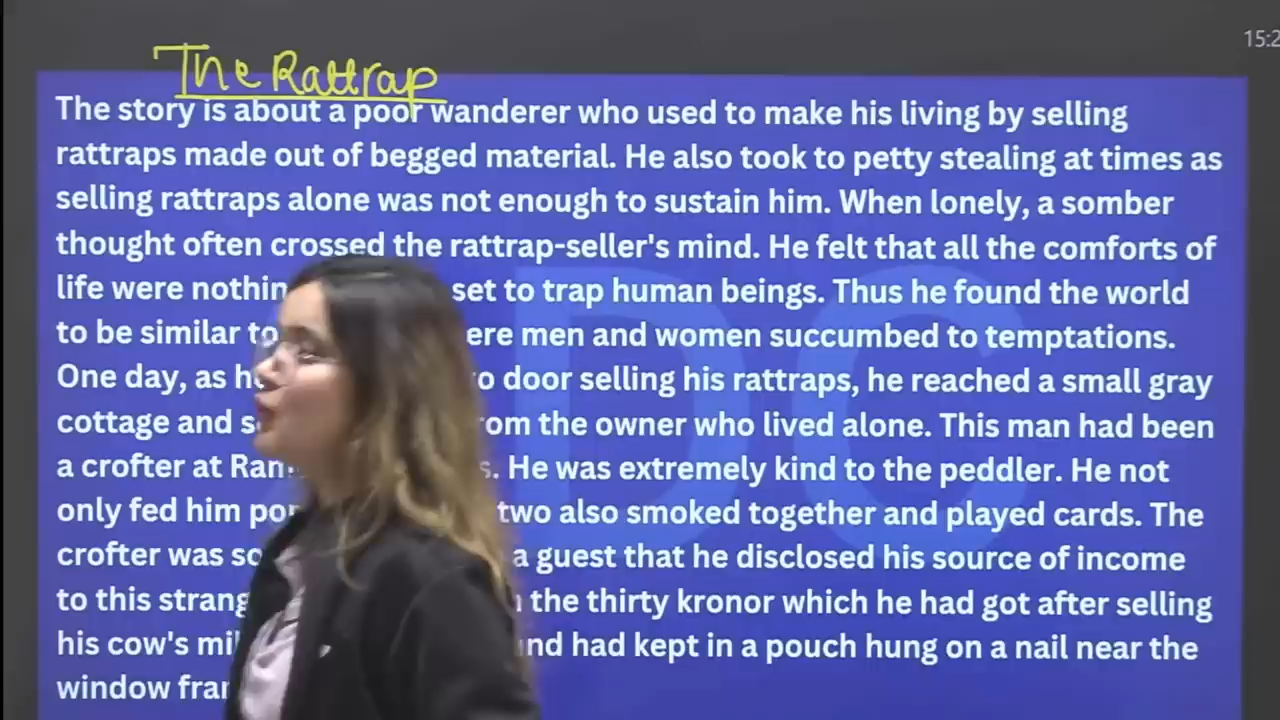 15:2
The Rattrap
The story is about a poor wanderer who used to make his living by selling
rattraps made out of begged material. He also took to petty stealing at times as
selling rattraps alone was not enough to sustain him. When lonely, a somber
thought often crossed the rattrap-seller's mind. He felt that all the comforts of
life were nothin set to trap human beings. Thus he found the world
to be similar to ere men and women succumbed to temptations.
One day, as h o door selling his rattraps, he reached a small gray
cottage and s om the owner who lived alone. This man had been
a crofter at Ram s. He was extremely kind to the peddler. He not
only fed him por two also smoked together and played cards. The
crofter was so a guest that he disclosed his source of income
to this strang the thirty kronor which he had got after selling
his cow's mil nd had kept in a pouch hung on a nail near the
window fra